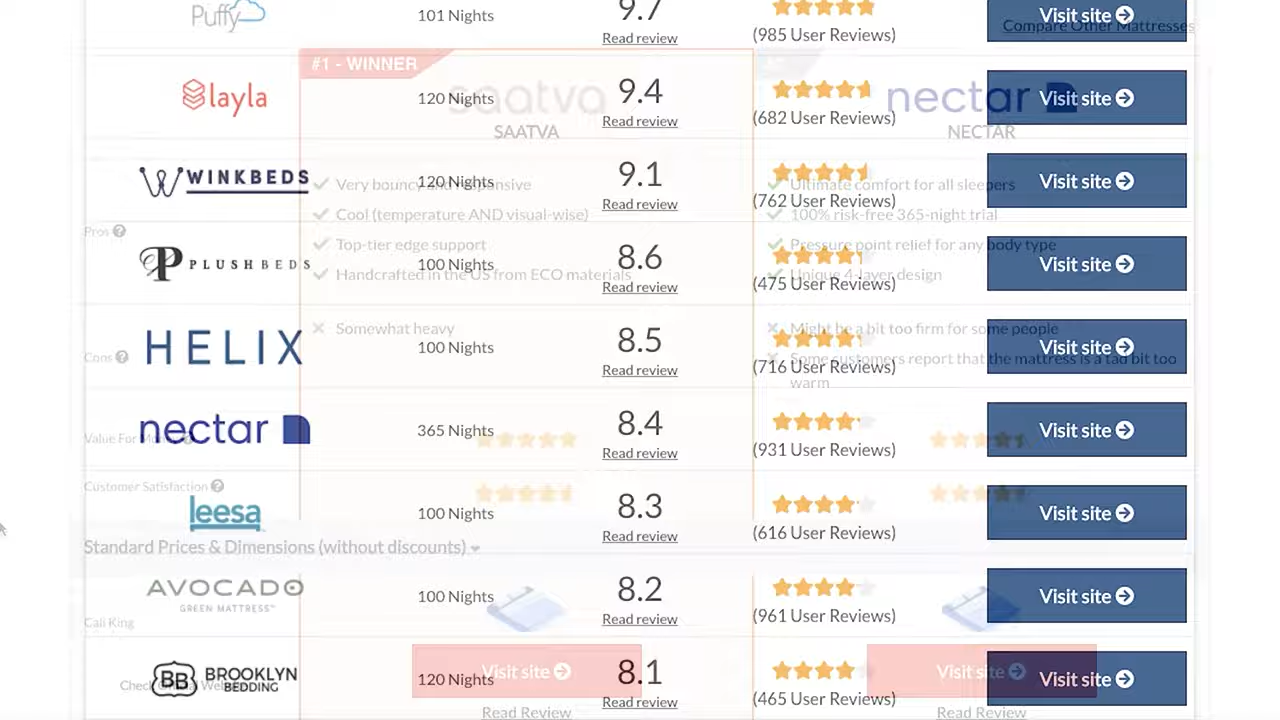 Puffy
101 Nights
9.7
Read review
(985 User Reviews)
Visit site
Compare Other Mattresses
#1 - WINNER
layla
120 Nights
9.4
Read review
(682 User Reviews)
Visit site
saatva
SAATVA
nectar
NECTAR
WINKBEDS
120 Nights
9.1
Read review
(762 User Reviews)
Visit site
Very bouncy and responsive
Ultimate comfort for all sleepers
Cool (temperature AND visual-wise)
100% risk-free 365-night trial
Pros
Top-tier edge support
Pressure point relief for any body type
P PLUSHBEDS
100 Nights
8.6
Read review
(475 User Reviews)
Visit site
Handcrafted in the US from ECO materials
Unique 4-layer design
HELIX
100 Nights
8.5
Read review
(716 User Reviews)
Visit site
Somewhat heavy
Might be a bit too firm for some people
Cons
Some customers report that the mattress is a tad bit too
warm
nectar
365 Nights
8.4
Read review
(931 User Reviews)
Visit site
Value For Money
Customer Satisfaction
leesa
100 Nights
8.3
Read review
(616 User Reviews)
Visit site
Standard Prices & Dimensions (without discounts)
AVOCADO
GREEN MATTRESS™
100 Nights
8.2
Read review
(961 User Reviews)
Visit site
Cali King
BB BROOKLYN
BEDDING
120 Nights
8.1
Read review
(465 User Reviews)
Visit site
Visit site
Visit site
Read Review
Read Review